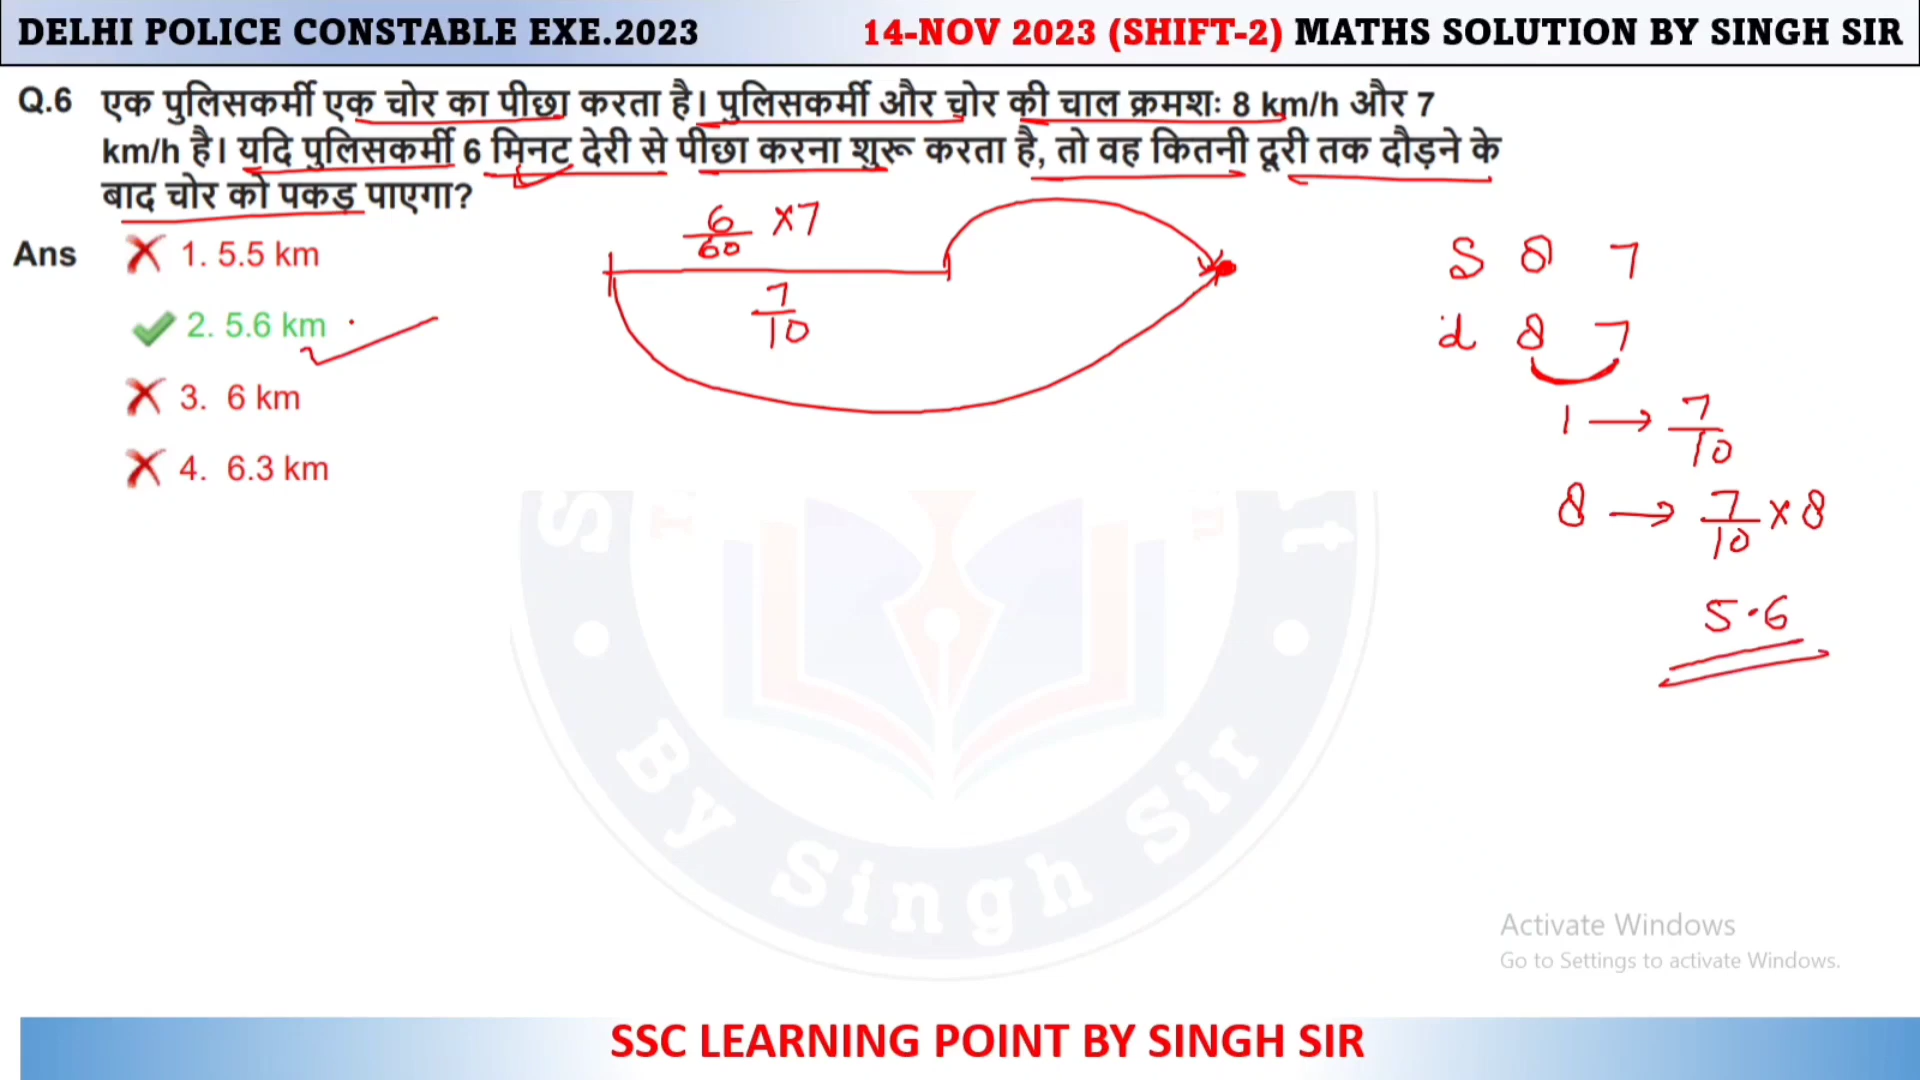 DELHI POLICE CONSTABLE EXE.2023 14-NOV 2023 (SHIFT-2) MATHS SOLUTION BY SINGH SIR
Q.6 एक पुलिसकर्मी एक चोर का पीछा करता है। पुलिसकर्मी और चोर की चाल क्रमशः 8 km/h और 7
km/h है। यदि पुलिसकर्मी 6 मिनट देरी से पीछा करना शुरू करता है, तो वह कितनी दूरी तक दौड़ने के
बाद चोर को पकड़ पाएगा?
6/60 ×7
Ans 1. 5.5 km
7/10
2. 5.6 km
3. 6 km
4. 6.3 km
S 8 7
d 8 7
1 → 7/10
8 → 7/10 × 8
5.6
By Singh Sir
Activate Windows
Go to Settings to activate Windows.
SSC LEARNING POINT BY SINGH SIR